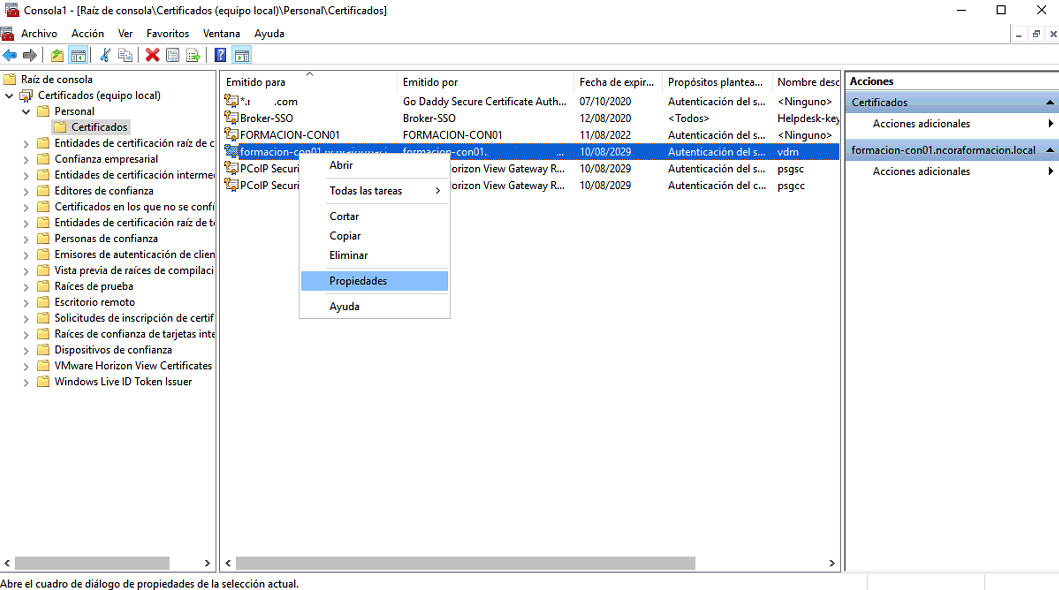 Consola1 - [Raíz de consola\Certificados (equipo local)\Personal\Certificados]
Archivo Acción Ver Favoritos Ventana Ayuda
Raíz de consola
Certificados (equipo local)
Personal
Certificados
Entidades de certificación raíz de c
Confianza empresarial
Entidades de certificación interme
Editores de confianza
Certificados en los que no se confi
Entidades de certificación raíz de t
Personas de confianza
Emisores de autenticación de clien
Vista previa de raíces de compilaci
Raíces de prueba
Escritorio remoto
Solicitudes de inscripción de certif
Raíces de confianza de tarjetas inte
Dispositivos de confianza
VMware Horizon View Certificates
Windows Live ID Token Issuer
Emitido para Emitido por Fecha de expir... Propósitos plantea... Nombre desc
*.r .com Go Daddy Secure Certificate Auth... 07/10/2020 Autenticación del s... <Ninguno>
Broker-SSO Broker-SSO 12/08/2020 <Todos> Helpdesk-key
FORMACION-CON01 FORMACION-CON01 11/08/2022 Autenticación del s... <Ninguno>
formacion-con01.ncoraformaci formacion-con01. ... 10/08/2029 Autenticación del s... vdm
PCoIP Securi orizon View Gateway R... 10/08/2029 Autenticación del s... psgsc
PCoIP Securi orizon View Gateway R... 10/08/2029 Autenticación del c... psgcc
Abrir
Todas las tareas
Cortar
Copiar
Eliminar
Propiedades
Ayuda
Acciones
Certificados
Acciones adicionales
formacion-con01.ncoraformacion.local
Acciones adicionales
Abre el cuadro de diálogo de propiedades de la selección actual.